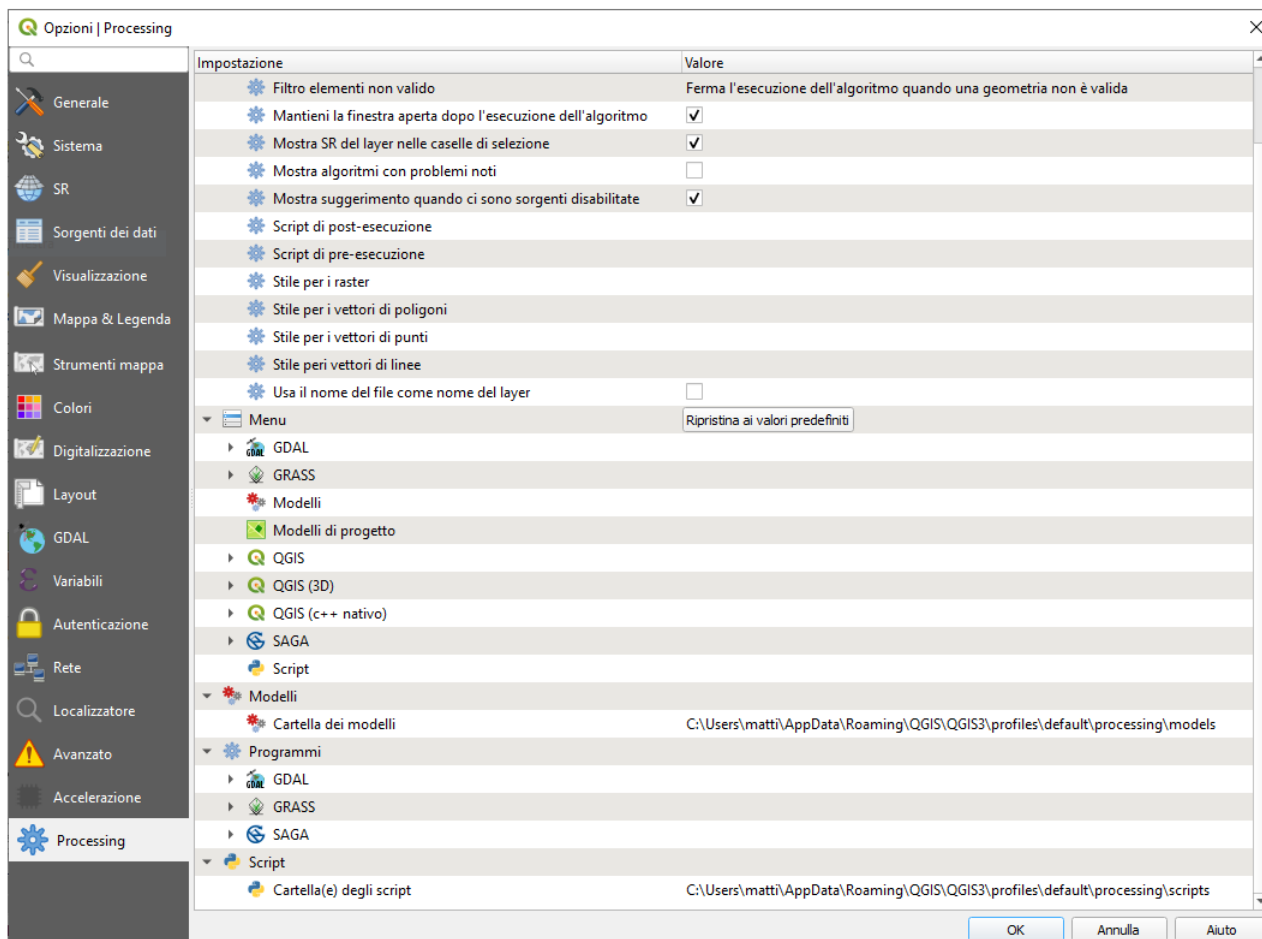 Opzioni | Processing
Generale
Sistema
SR
Sorgenti dei dati
Visualizzazione
Mappa & Legenda
Strumenti mappa
Colori
Digitalizzazione
Layout
GDAL
Variabili
Autenticazione
Rete
Localizzatore
Avanzato
Accelerazione
Processing
Impostazione Valore
Filtro elementi non valido Ferma l'esecuzione dell'algoritmo quando una geometria non è valida
Mantieni la finestra aperta dopo l'esecuzione dell'algoritmo
Mostra SR del layer nelle caselle di selezione
Mostra algoritmi con problemi noti
Mostra suggerimento quando ci sono sorgenti disabilitate
Script di post-esecuzione
Script di pre-esecuzione
Stile per i raster
Stile per i vettori di poligoni
Stile per i vettori di punti
Stile peri vettori di linee
Usa il nome del file come nome del layer
Menu Ripristina ai valori predefiniti
GDAL GDAL
GRASS
Modelli
Modelli di progetto
QGIS
QGIS (3D)
QGIS (c++ nativo)
SAGA
Script
Modelli
Cartella dei modelli C:\Users\matti\AppData\Roaming\QGIS\QGIS3\profiles\default\processing\models
Programmi
GDAL GDAL
GRASS
SAGA
Script
Cartella(e) degli script C:\Users\matti\AppData\Roaming\QGIS\QGIS3\profiles\default\processing\scripts
OK Annulla Aiuto